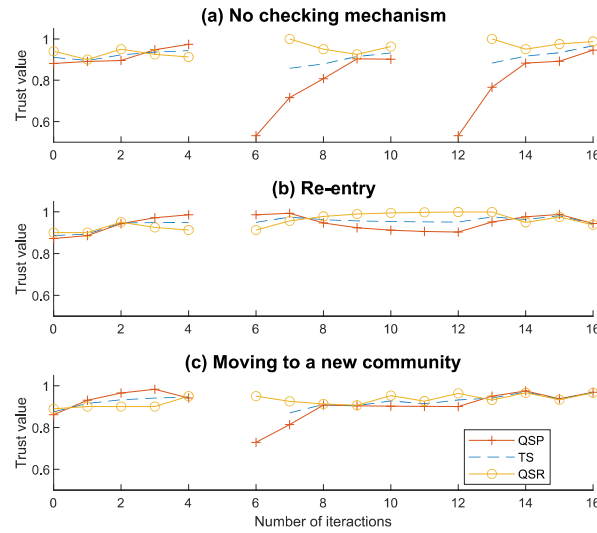 (a) No checking mechanism
Trust value
1
0.8
0.6
0 2 4 6 8 10 12 14 16
(b) Re-entry
Trust value
1
0.8
0.6
0 2 4 6 8 10 12 14 16
(c) Moving to a new community
Trust value
1
0.8
0.6
QSP
TS
QSR
0 2 4 6 8 10 12 14 16
Number of iteractions